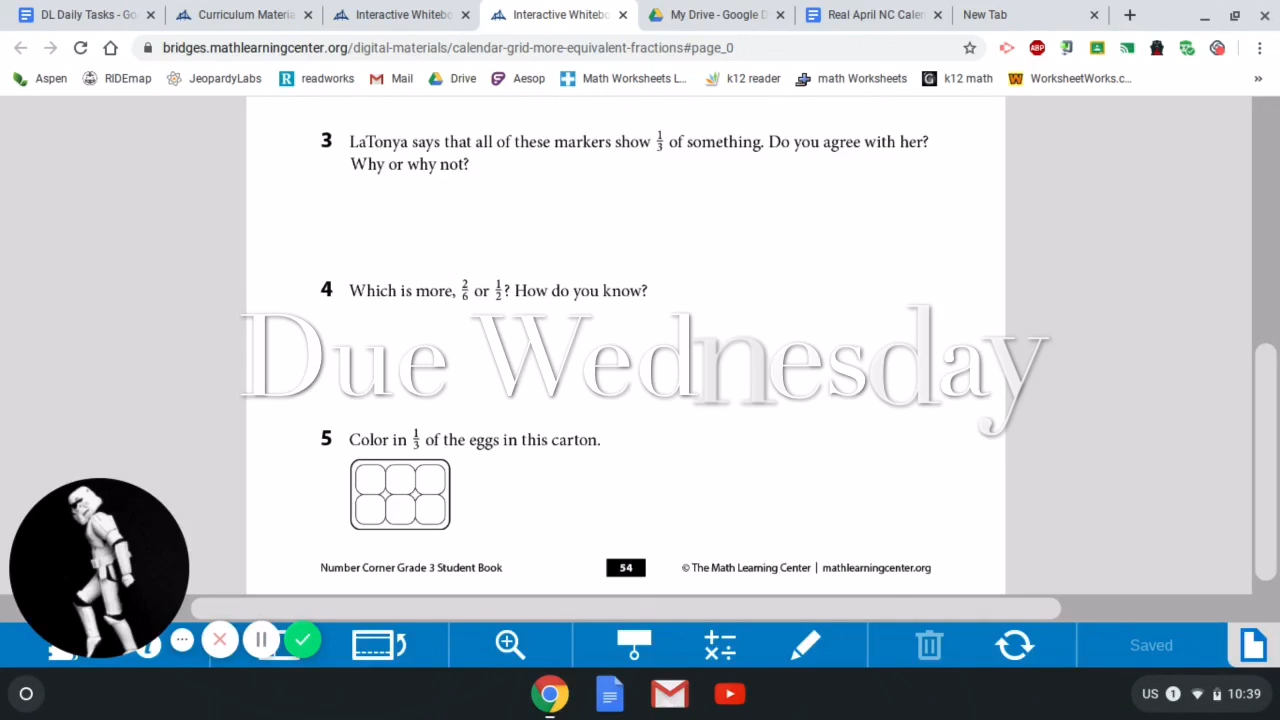 DL Daily Tasks - Go
Curriculum Materia
Interactive Whitebo
Interactive Whitebo
My Drive - Google D
Real April NC Calen
New Tab
bridges.mathlearningcenter.org/digital-materials/calendar-grid-more-equivalent-fractions#page_0
ABP
Aspen
RIDEmap
JeopardyLabs
R readworks
Mail
Drive
Aesop
Math Worksheets L...
k12 reader
math Worksheets
G k12 math
W WorksheetWorks.c...
»
3 LaTonya says that all of these markers show 1/3 of something. Do you agree with her?
Why or why not?
4 Which is more, 2/6 or 1/2? How do you know?
Due Wednesday
5 Color in 1/3 of the eggs in this carton.
Number Corner Grade 3 Student Book
54
© The Math Learning Center | mathlearningcenter.org
Saved
US 1 10:39